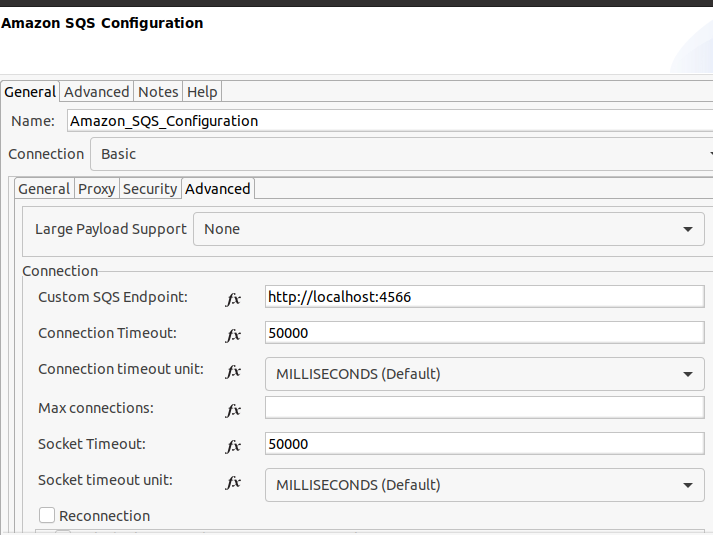 Amazon SQS Configuration
General Advanced Notes Help
Name: Amazon_SQS_Configuration
Connection Basic
General Proxy Security Advanced
Large Payload Support None
Connection
Custom SQS Endpoint: fx http://localhost:4566
Connection Timeout: fx 50000
Connection timeout unit: fx MILLISECONDS (Default)
Max connections: fx
Socket Timeout: fx 50000
Socket timeout unit: fx MILLISECONDS (Default)
Reconnection